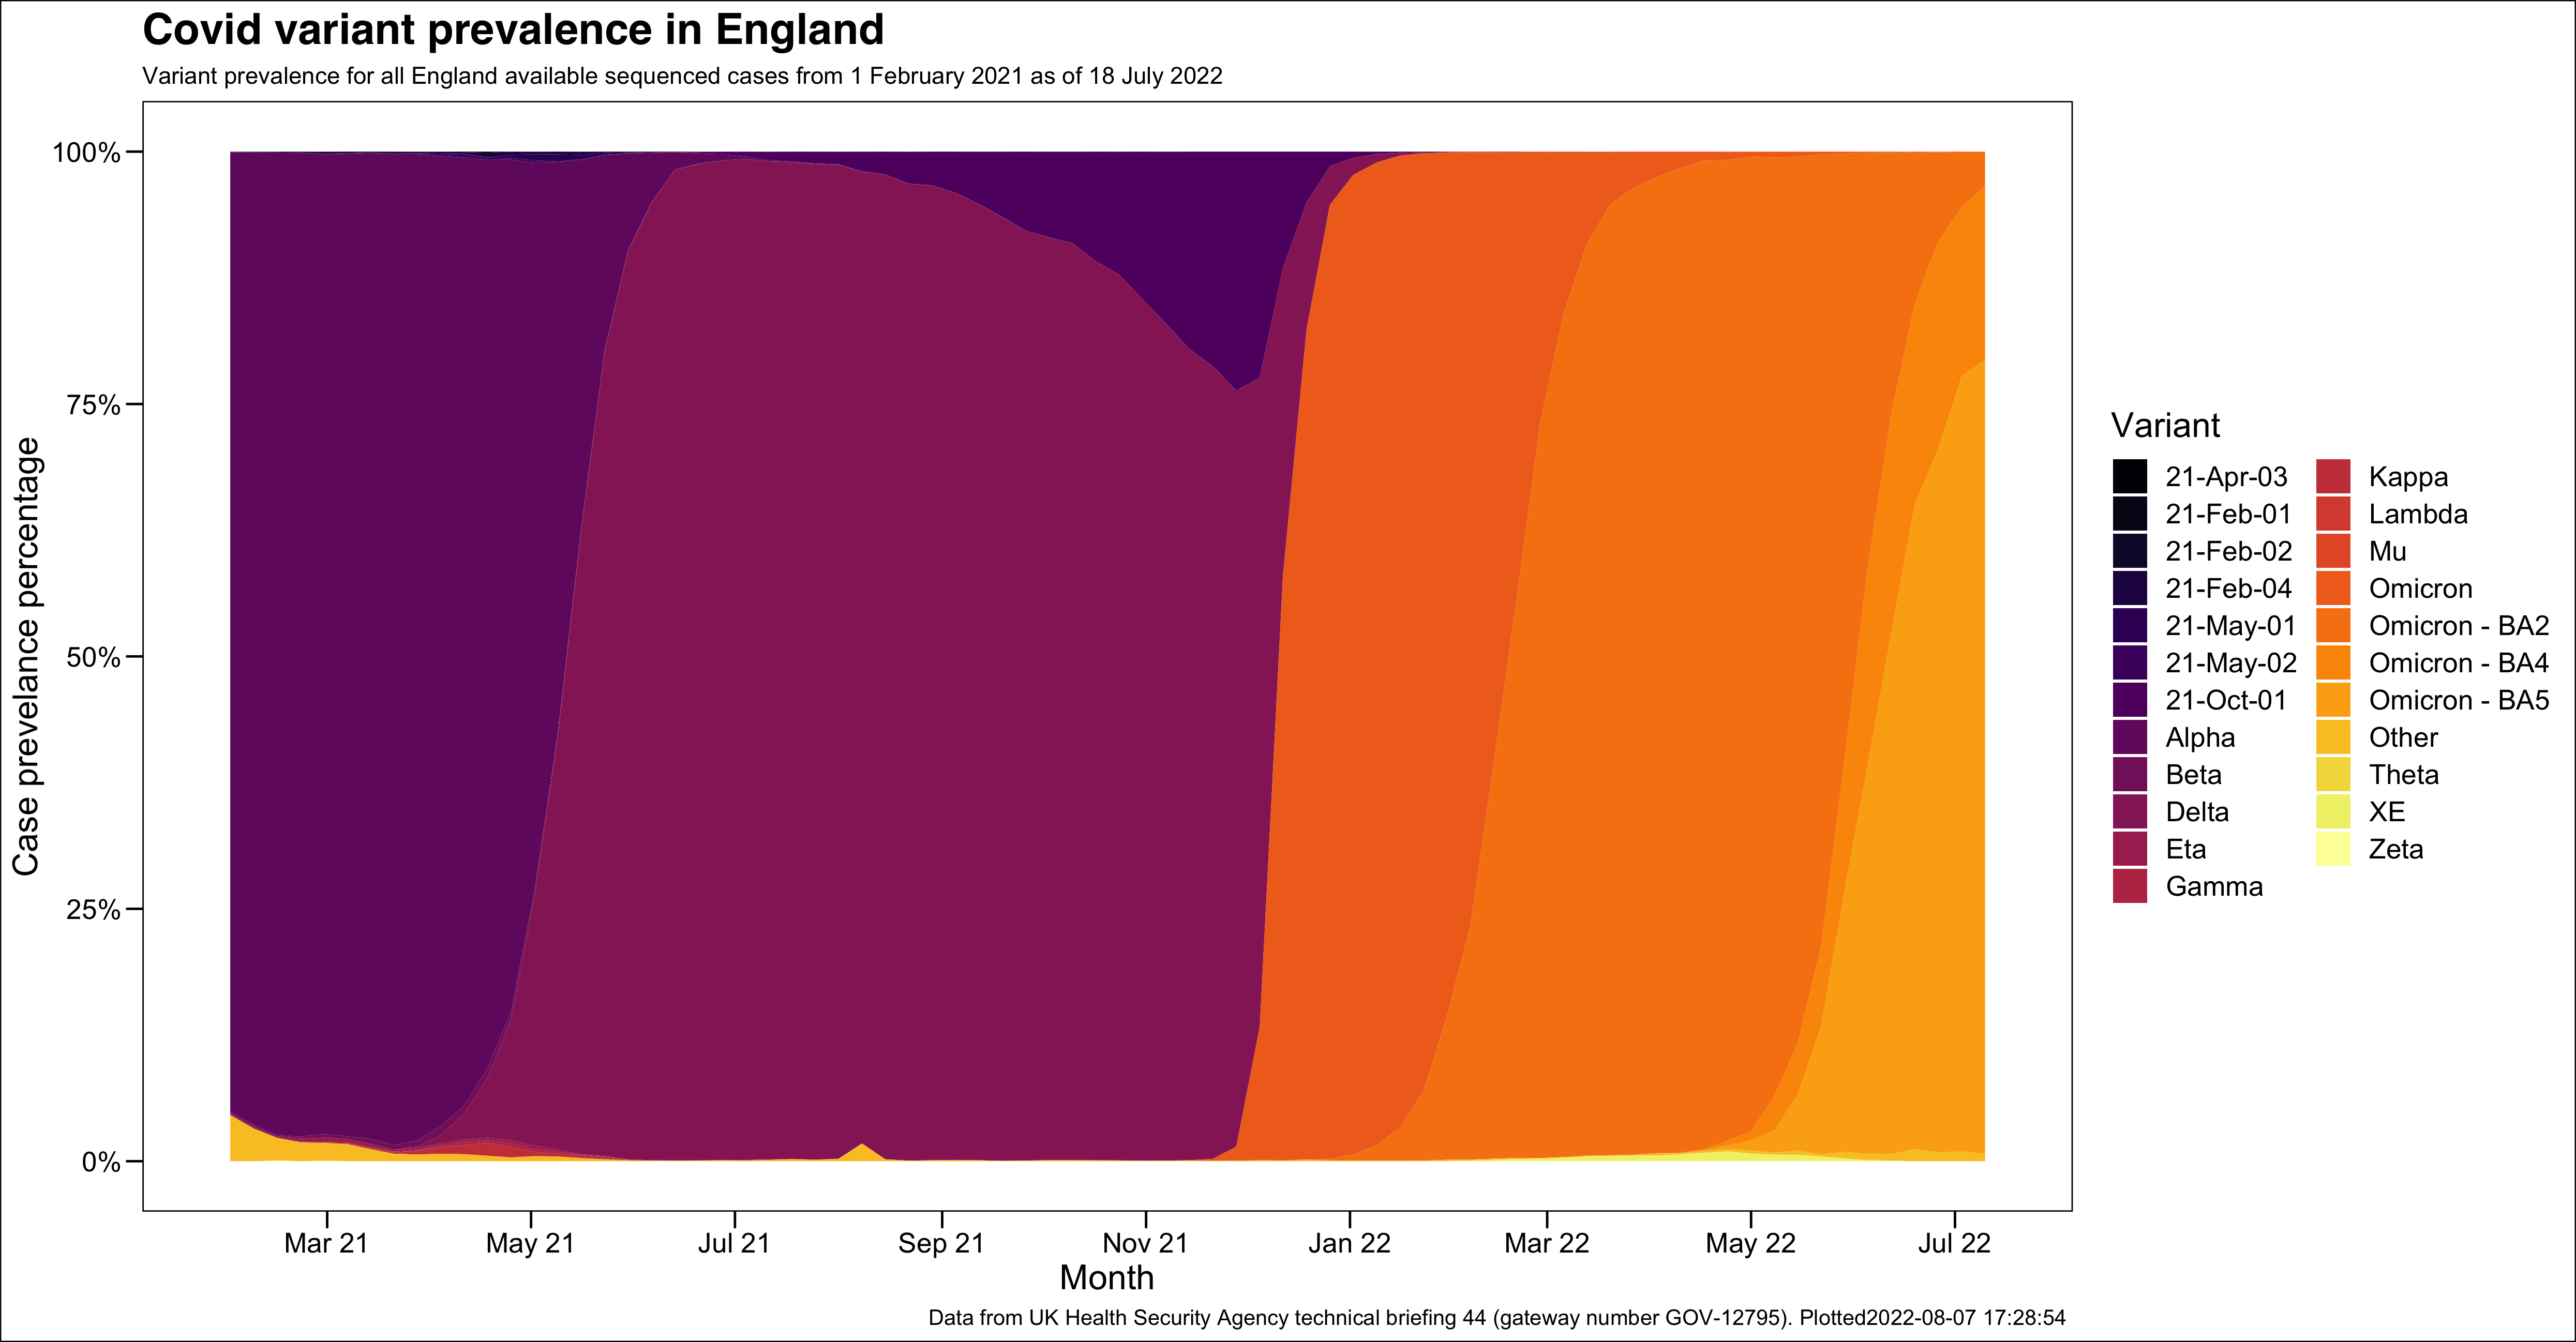 Covid variant prevalence in England
Variant prevalence for all England available sequenced cases from 1 February 2021 as of 18 July 2022
Case prevelance percentage
100%
75%
50%
25%
0%
Mar 21
May 21
Jul 21
Sep 21
Nov 21
Jan 22
Mar 22
May 22
Jul 22
Month
Variant
21-Apr-03
21-Feb-01
21-Feb-02
21-Feb-04
21-May-01
21-May-02
21-Oct-01
Alpha
Beta
Delta
Eta
Gamma
Kappa
Lambda
Mu
Omicron
Omicron - BA2
Omicron - BA4
Omicron - BA5
Other
Theta
XE
Zeta
Data from UK Health Security Agency technical briefing 44 (gateway number GOV-12795). Plotted2022-08-07 17:28:54